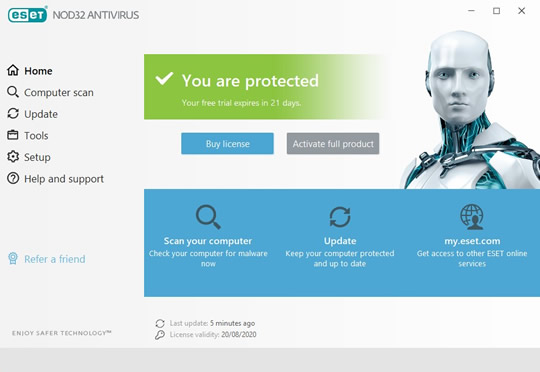 eset NOD32 ANTIVIRUS
Home
Computer scan
Update
Tools
Setup
Help and support
Refer a friend
ENJOY SAFER TECHNOLOGY™
You are protected
Your free trial expires in 21 days.
Buy license
Activate full product
Scan your computer
Check your computer for malware
now
Update
Keep your computer protected
and up to date
my.eset.com
Get access to other ESET online
services
Last update: 5 minutes ago
License validity: 20/08/2020